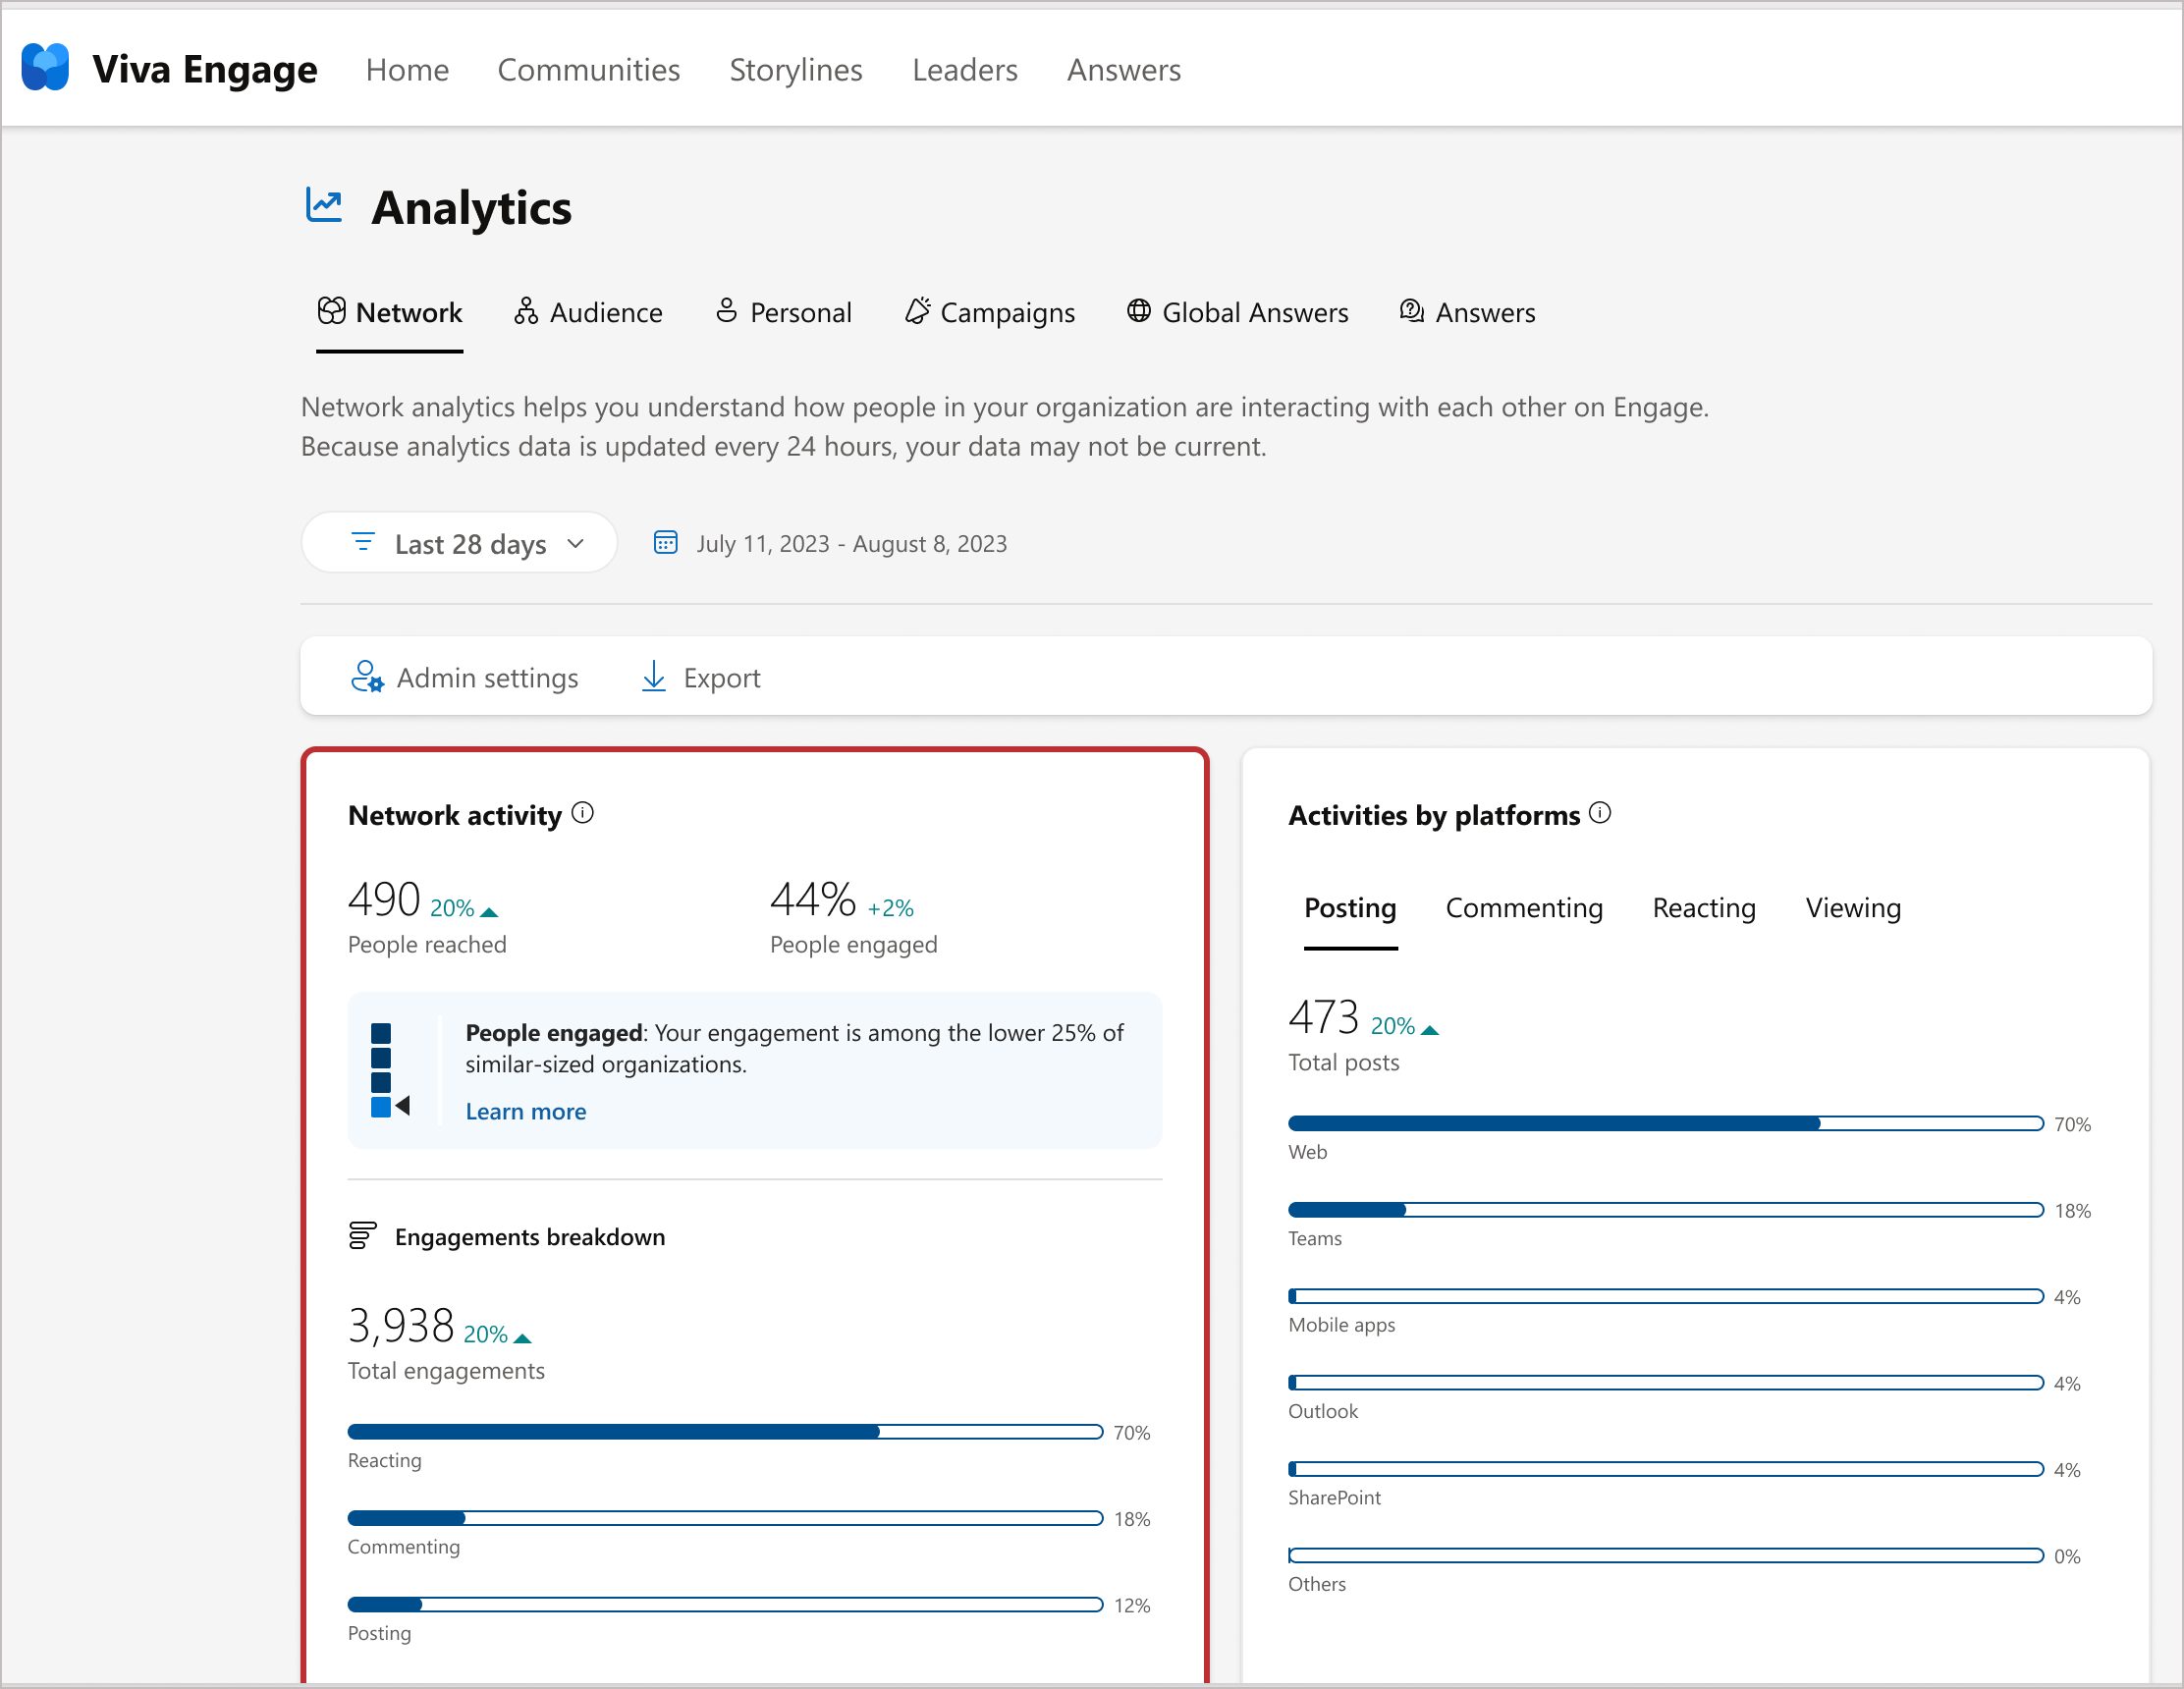 Viva Engage
Home
Communities
Storylines
Leaders
Answers
Analytics
Network
Audience
Personal
Campaigns
Global Answers
Answers
Network analytics helps you understand how people in your organization are interacting with each other on Engage.
Because analytics data is updated every 24 hours, your data may not be current.
Last 28 days
July 11, 2023 - August 8, 2023
Admin settings
Export
Network activity
490 20%
People reached
44% +2%
People engaged
People engaged: Your engagement is among the lower 25% of
similar-sized organizations.
Learn more
Engagements breakdown
3,938 20%
Total engagements
70%
Reacting
18%
Commenting
12%
Posting
Activities by platforms
Posting
Commenting
Reacting
Viewing
473 20%
Total posts
70%
Web
18%
Teams
4%
Mobile apps
4%
Outlook
4%
SharePoint
0%
Others